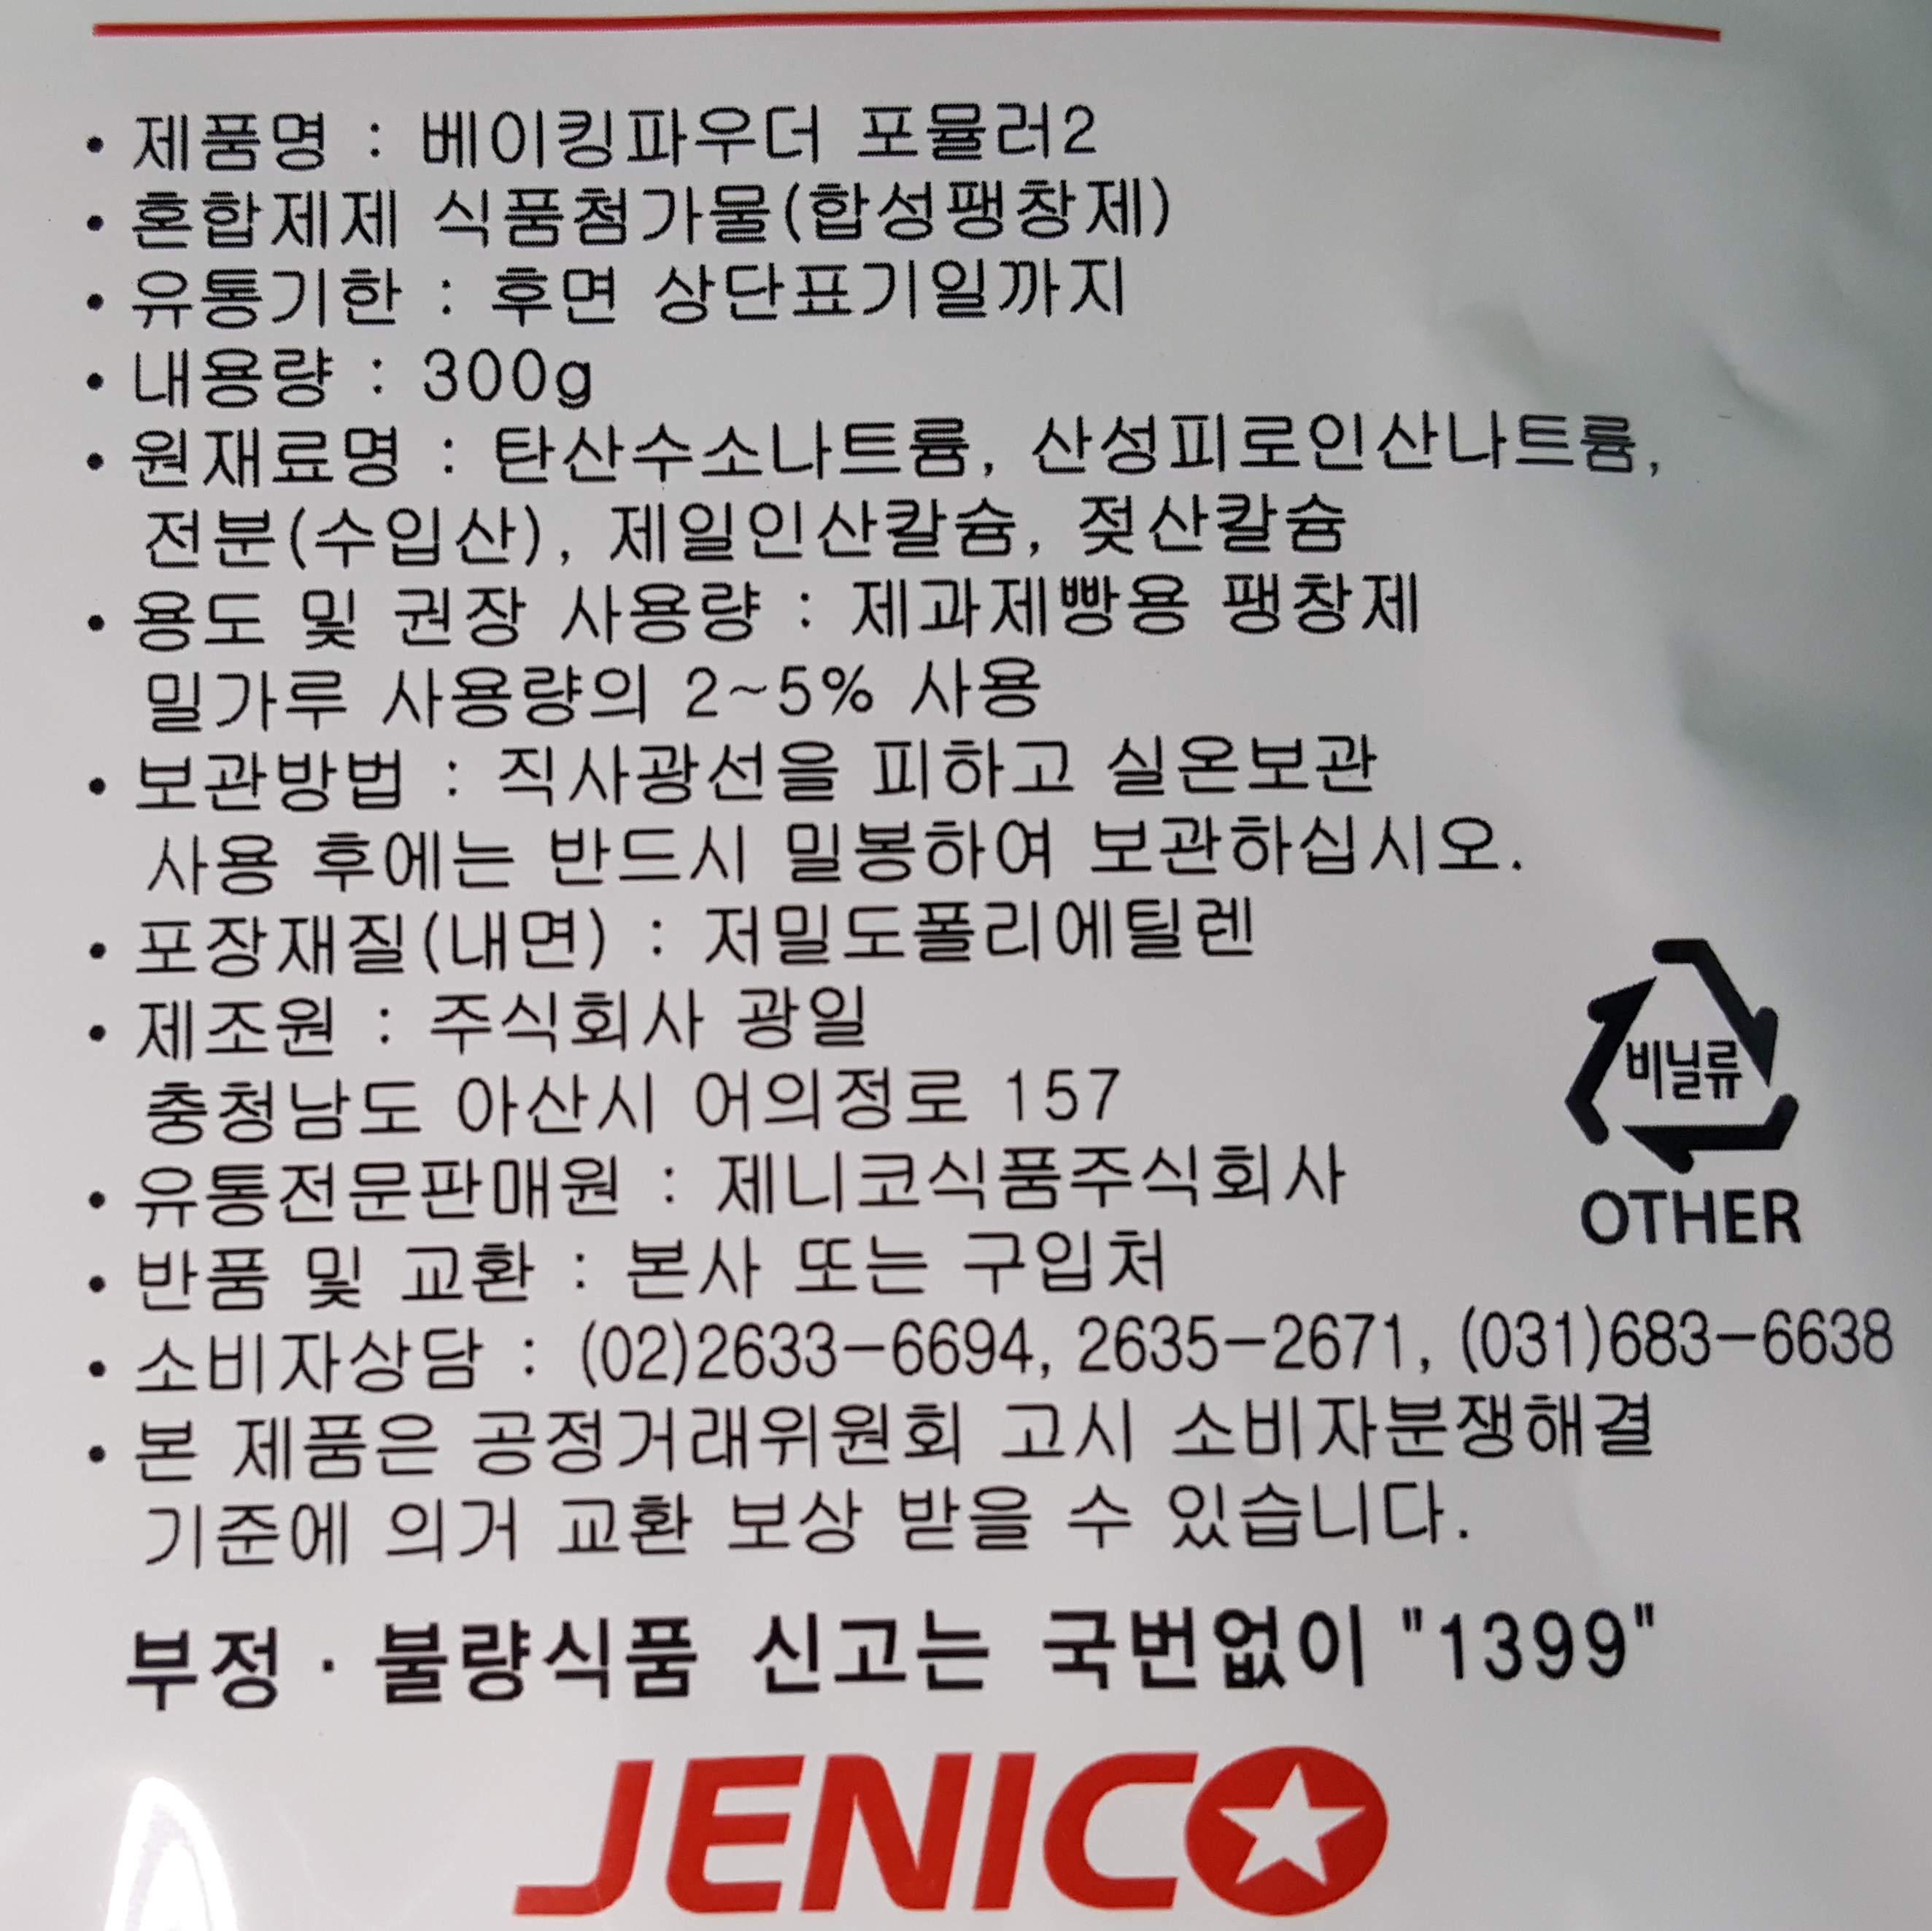 • 제품명 : 베이킹파우더 포뮬러2
• 혼합제제 식품첨가물(합성팽창제)
• 유통기한 : 후면 상단표기일까지
• 내용량 : 300g
• 원재료명 : 탄산수소나트륨, 산성피로인산나트륨,
전분(수입산), 제일인산칼슘, 젖산칼슘
• 용도 및 권장 사용량 : 제과제빵용 팽창제
밀가루 사용량의 2~5% 사용
• 보관방법 : 직사광선을 피하고 실온보관
사용 후에는 반드시 밀봉하여 보관하십시오.
• 포장재질(내면) : 저밀도폴리에틸렌
• 제조원 : 주식회사 광일
충청남도 아산시 어의정로 157
비닐류
OTHER
• 유통전문판매원 : 제니코식품주식회사
• 반품 및 교환 : 본사 또는 구입처
• 소비자상담 : (02)2633-6694, 2635-2671, (031)683-6638
• 본 제품은 공정거래위원회 고시 소비자분쟁해결
기준에 의거 교환 보상 받을 수 있습니다.
부정 · 불량식품 신고는 국번없이 "1399"
JENICO